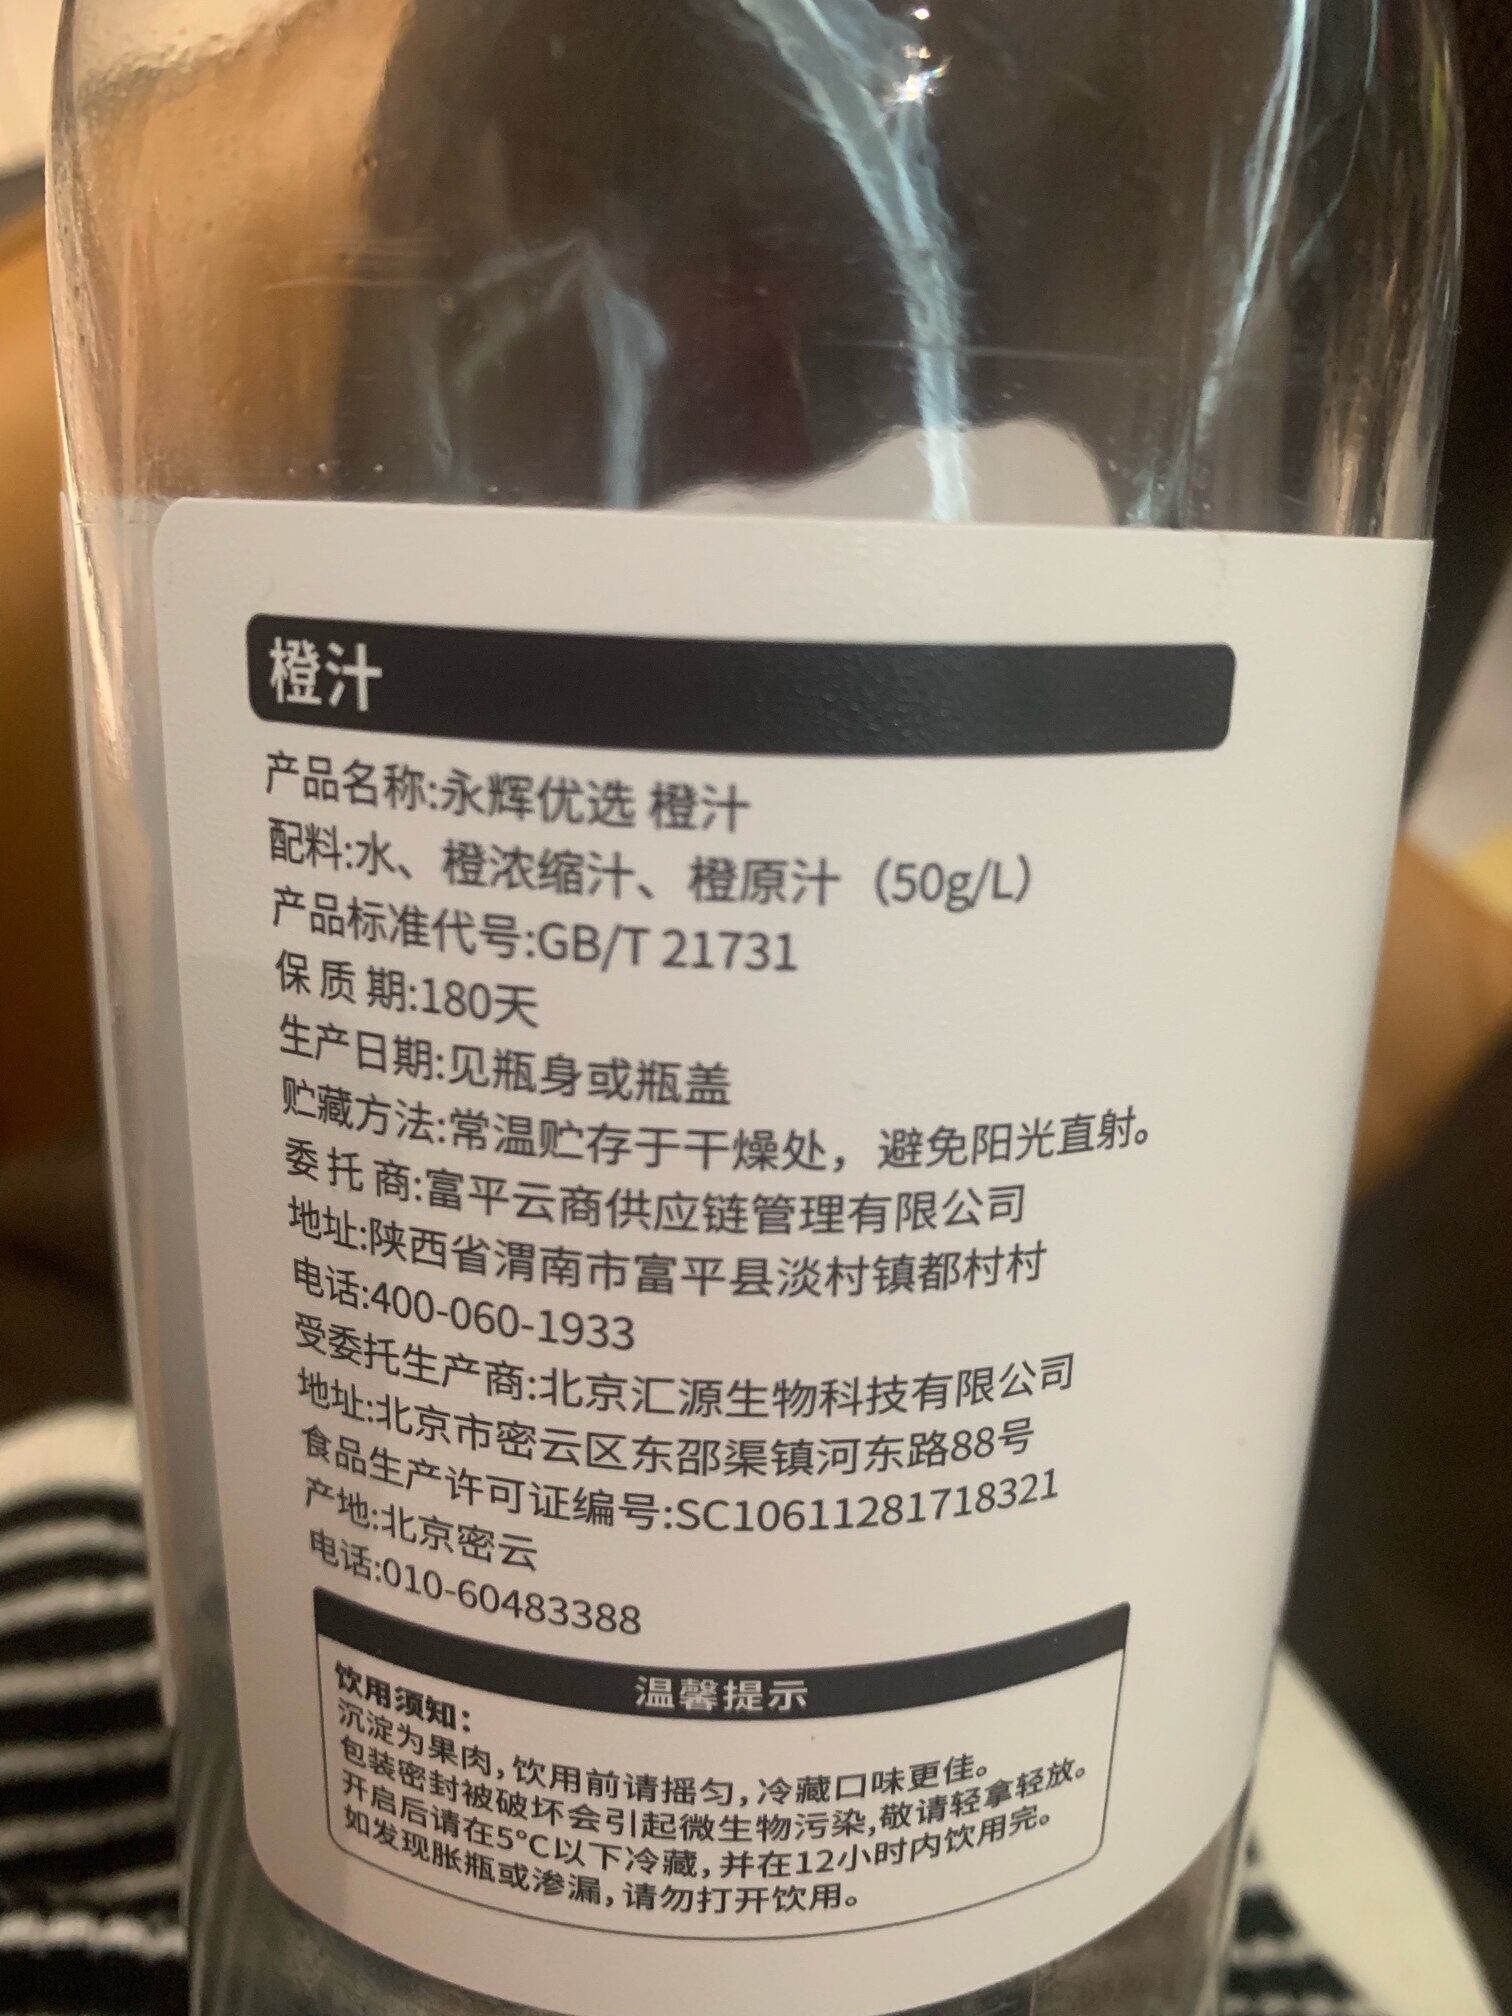 橙汁
产品名称:永辉优选 橙汁
配料:水、橙浓缩汁、橙原汁（50g/L）
产品标准代号:GB/T 21731
保 质 期:180天
生产日期:见瓶身或瓶盖
贮藏方法:常温贮存于干燥处，避免阳光直射。
委 托 商:富平云商供应链管理有限公司
地址:陕西省渭南市富平县淡村镇都村村
电话:400-060-1933
受委托生产商:北京汇源生物科技有限公司
地址:北京市密云区东邵渠镇河东路88号
食品生产许可证编号:SC10611281718321
产地:北京密云
电话:010-60483388
温馨提示
饮用须知：
沉淀为果肉,饮用前请摇匀,冷藏口味更佳。
包装密封被破坏会引起微生物污染,敬请轻拿轻放。
开启后请在5°C以下冷藏,并在12小时内饮用完。
如发现胀瓶或渗漏,请勿打开饮用。